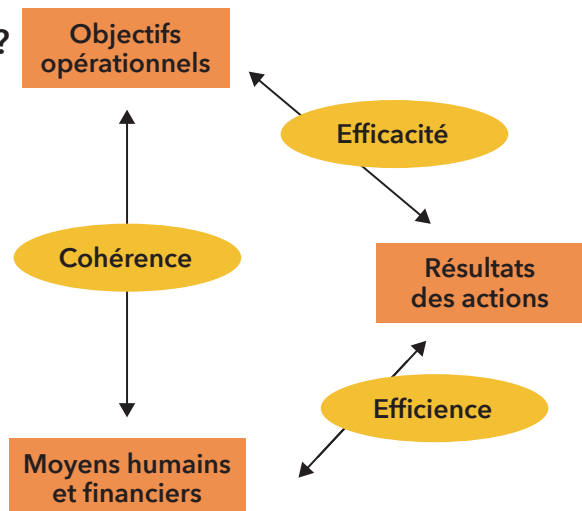 ?
Objectifs
opérationnels
Efficacité
Cohérence
Résultats
des actions
Efficience
Moyens humains
et financiers